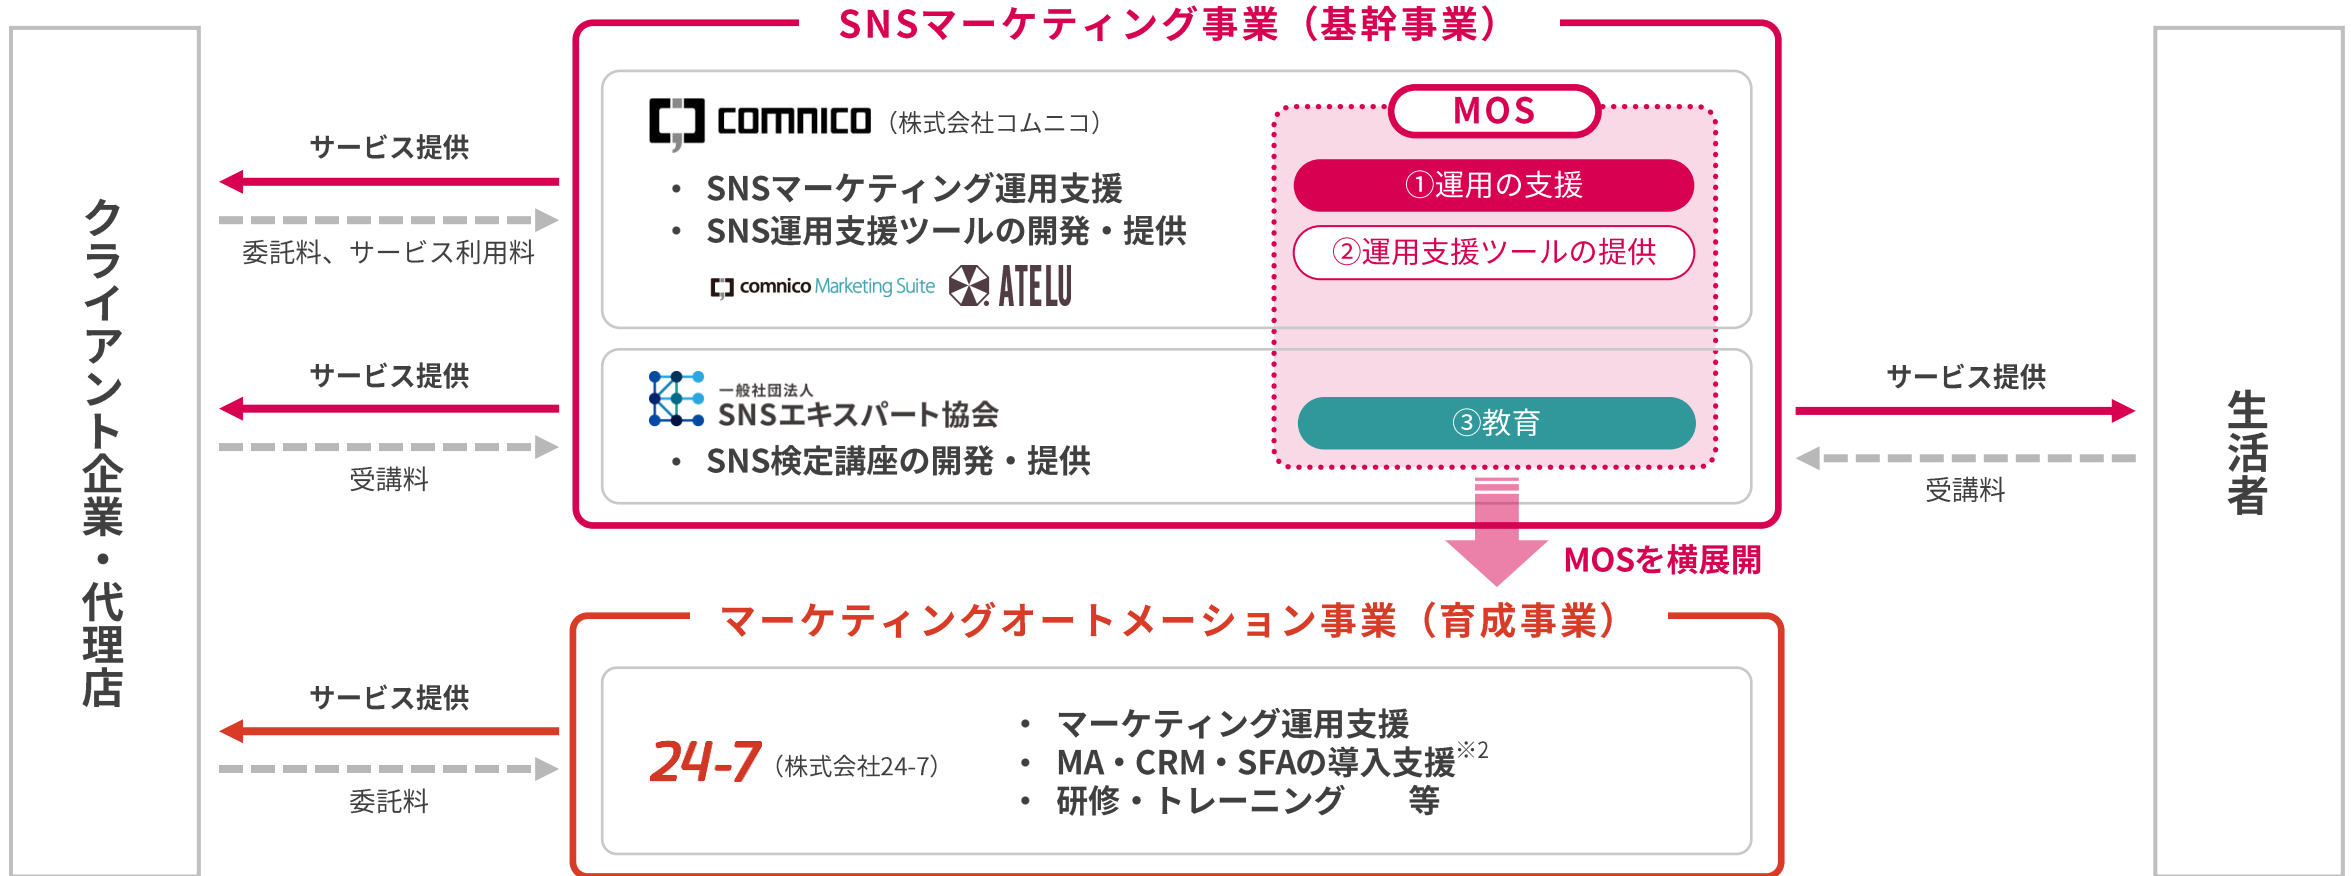 クライアント企業・代理店
サービス提供
委託料、サービス利用料
サービス提供
受講料
サービス提供
委託料
SNSマーケティング事業（基幹事業）
comnico（株式会社コムニコ）
・ SNSマーケティング運用支援
・ SNS運用支援ツールの開発・提供
comnico Marketing Suite ATELU
MOS
①運用の支援
②運用支援ツールの提供
一般社団法人
SNSエキスパート協会
・ SNS検定講座の開発・提供
③教育
MOSを横展開
マーケティングオートメーション事業（育成事業）
24-7（株式会社24-7）
・ マーケティング運用支援
・ MA・CRM・SFAの導入支援※2
・ 研修・トレーニング 等
サービス提供
受講料
生活者